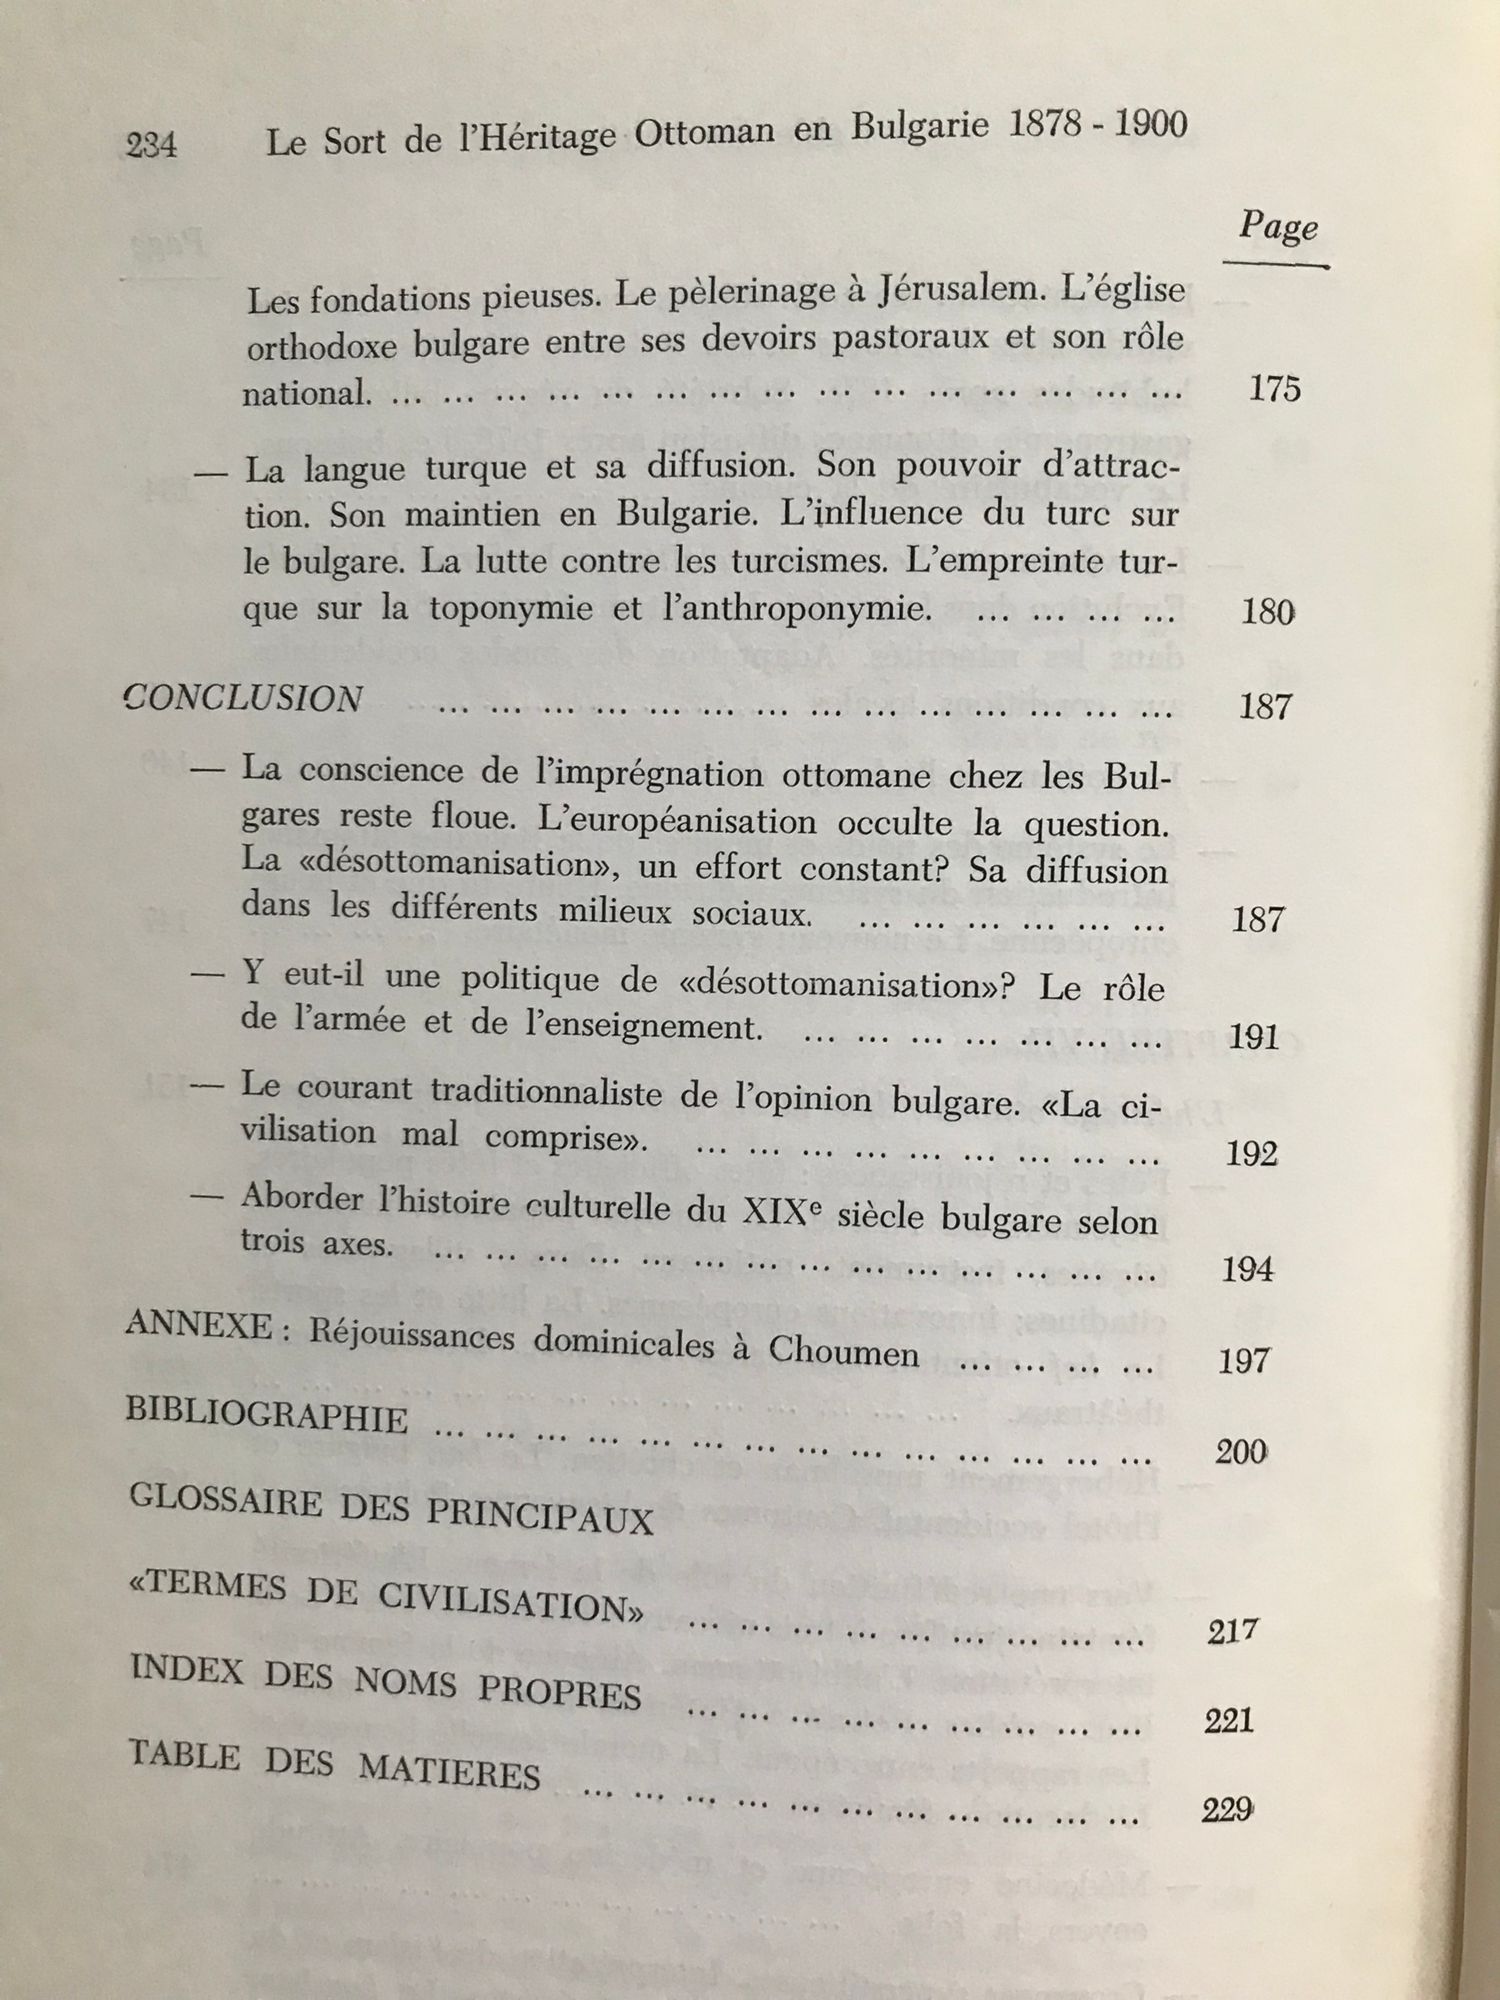 234 Le Sort de l'Héritage Ottoman en Bulgarie 1878 - 1900
Page
Les fondations pieuses. Le pèlerinage à Jérusalem. L'église
orthodoxe bulgare entre ses devoirs pastoraux et son rôle
national. ... ... ... ... ... ... ... ... ... ... ... ... ... ... ... 175
— La langue turque et sa diffusion. Son pouvoir d'attrac-
tion. Son maintien en Bulgarie. L'influence du turc sur
le bulgare. La lutte contre les turcismes. L'empreinte tur-
que sur la toponymie et l'anthroponymie. ... ... ... ... 180
CONCLUSION ... ... ... ... ... ... ... ... ... ... ... ... ... ... 187
— La conscience de l'imprégnation ottomane chez les Bul-
gares reste floue. L'européanisation occulte la question.
La «désottomanisation», un effort constant? Sa diffusion
dans les différents milieux sociaux. ... ... ... ... ... ... 187
— Y eut-il une politique de «désottomanisation»? Le rôle
de l'armée et de l'enseignement. ... ... ... ... ... ... ... 191
— Le courant traditionnaliste de l'opinion bulgare. «La ci-
vilisation mal comprise». ... ... ... ... ... ... ... ... ... 192
— Aborder l'histoire culturelle du XIXe siècle bulgare selon
trois axes. ... ... ... ... ... ... ... ... ... ... ... ... ... ... 194
ANNEXE : Réjouissances dominicales à Choumen ... ... ... ... 197
BIBLIOGRAPHIE ... ... ... ... ... ... ... ... ... ... ... ... ... ... 200
GLOSSAIRE DES PRINCIPAUX
«TERMES DE CIVILISATION» ... ... ... ... ... ... ... ... ... 217
INDEX DES NOMS PROPRES ... ... ... ... ... ... ... ... ... 221
TABLE DES MATIERES ... ... ... ... ... ... ... ... ... ... ... 229